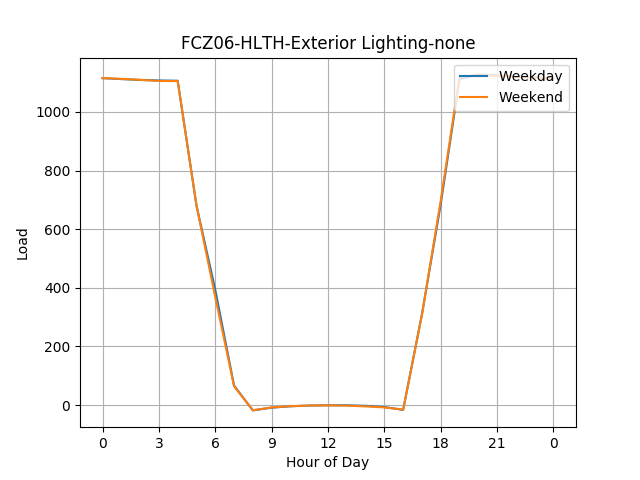 FCZ06-HLTH-Exterior Lighting-none
Weekday
Weekend
1000
800
600
400
200
0
Load
0 3 6 9 12 15 18 21 0
Hour of Day